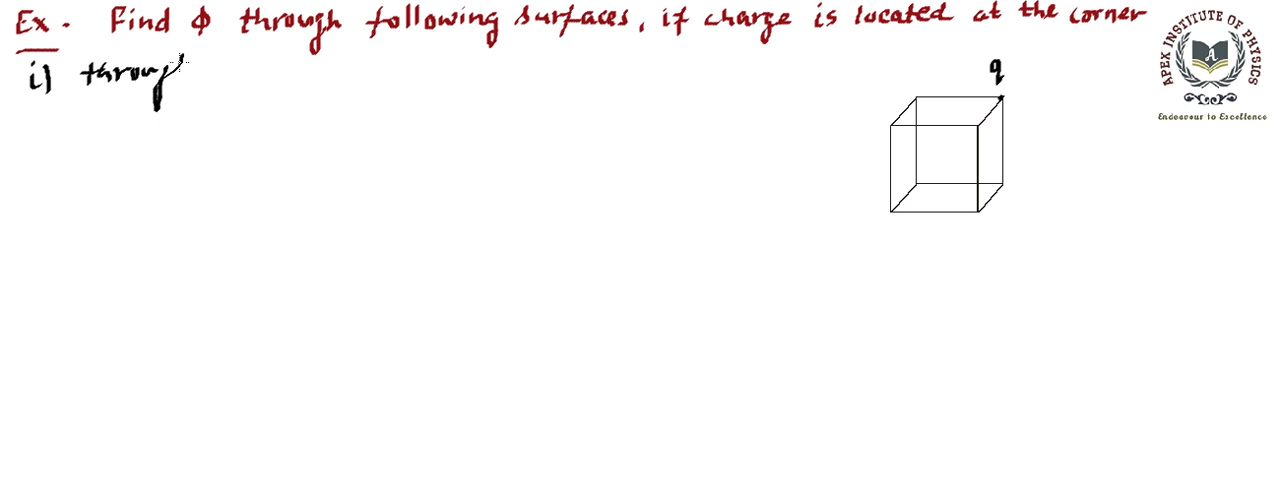 Ex. Find ϕ through following surfaces, if charge is located at the corner
i) throug
q
APEX INSTITUTE OF PHYSICS
A
Endeavour to Excellence